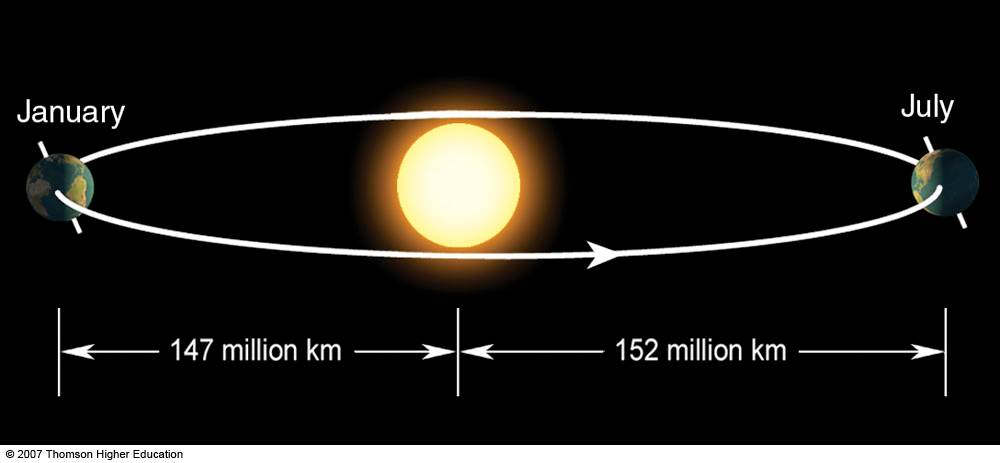 January
July
147 million km
152 million km
© 2007 Thomson Higher Education